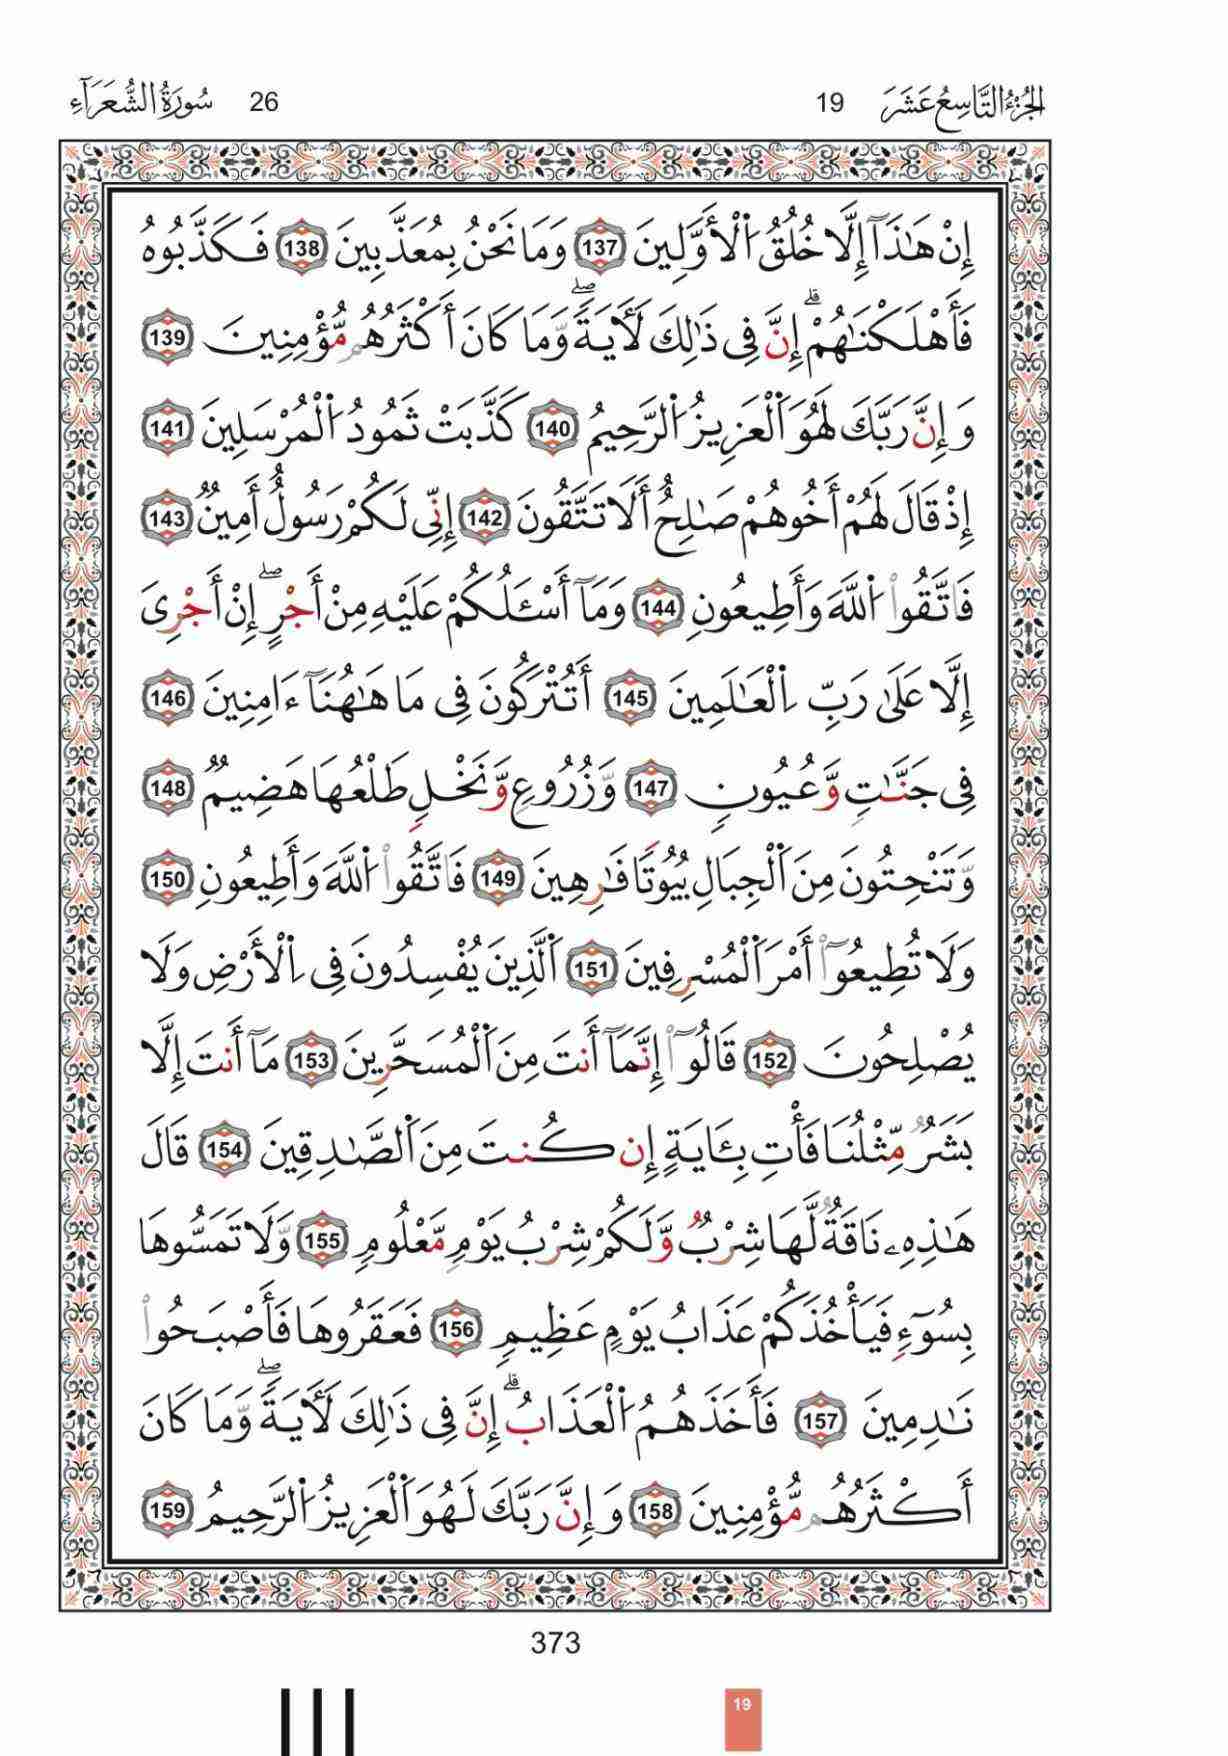 الجُزْءُ التَّاسِعُ عَشَرَ 19 26 سُورَةُ الشُّعَرَآءِ
إِنْ هَٰذَآ إِلَّا خُلُقُ ٱلْأَوَّلِينَ 137 وَمَا نَحْنُ بِمُعَذَّبِينَ 138 فَكَذَّبُوهُ
فَأَهْلَكْنَٰهُمْ ۗ إِنَّ فِى ذَٰلِكَ لَأٓيَةً ۖ وَّمَا كَانَ أَكْثَرُهُم مُّؤْمِنِينَ 139
وَإِنَّ رَبَّكَ لَهُوَ ٱلْعَزِيزُ ٱلرَّحِيمُ 140 كَذَّبَتْ ثَمُودُ ٱلْمُرْسَلِينَ 141
إِذْ قَالَ لَهُمْ أَخُوهُمْ صَٰلِحٌ أَلَا تَتَّقُونَ 142 إِنِّى لَكُمْ رَسُولٌ أَمِينٌ 143
فَاتَّقُوا۟ ٱللَّهَ وَأَطِيعُونِ 144 وَمَآ أَسْـَٔلُكُمْ عَلَيْهِ مِنْ أَجْرٍ ۖ إِنْ أَجْرِىَ
إِلَّا عَلَىٰ رَبِّ ٱلْعَٰلَمِينَ 145 أَتُتْرَكُونَ فِى مَا هَٰهُنَآ ءَامِنِينَ 146
فِى جَنَّٰتٍ وَّعُيُونٍ 147 وَّزُرُوعٍ وَّنَخْلٍ طَلْعُهَا هَضِيمٌ 148
وَّتَنْحِتُونَ مِنَ ٱلْجِبَالِ بُيُوتًا فَٰرِهِينَ 149 فَاتَّقُوا۟ ٱللَّهَ وَأَطِيعُونِ 150
وَلَا تُطِيعُوٓا۟ أَمْرَ ٱلْمُسْرِفِينَ 151 ٱلَّذِينَ يُفْسِدُونَ فِى ٱلْأَرْضِ وَلَا
يُصْلِحُونَ 152 قَالُوٓا۟ إِنَّمَآ أَنتَ مِنَ ٱلْمُسَحَّرِينَ 153 مَآ أَنتَ إِلَّا
بَشَرٌ مِّثْلُنَا فَأْتِ بِـَٔايَةٍ إِن كُنتَ مِنَ ٱلصَّٰدِقِينَ 154 قَالَ
هَٰذِهِۦ نَاقَةٌ لَّهَا شِرْبٌ وَّلَكُمْ شِرْبُ يَوْمٍ مَّعْلُومٍ 155 وَّلَا تَمَسُّوهَا
بِسُوٓءٍ فَيَأْخُذَكُمْ عَذَابُ يَوْمٍ عَظِيمٍ 156 فَعَقَرُوهَا فَأَصْبَحُوا۟
نَٰدِمِينَ 157 فَأَخَذَهُمُ ٱلْعَذَابُ ۗ إِنَّ فِى ذَٰلِكَ لَأٓيَةً ۖ وَّمَا كَانَ
أَكْثَرُهُم مُّؤْمِنِينَ 158 وَإِنَّ رَبَّكَ لَهُوَ ٱلْعَزِيزُ ٱلرَّحِيمُ 159
373
19